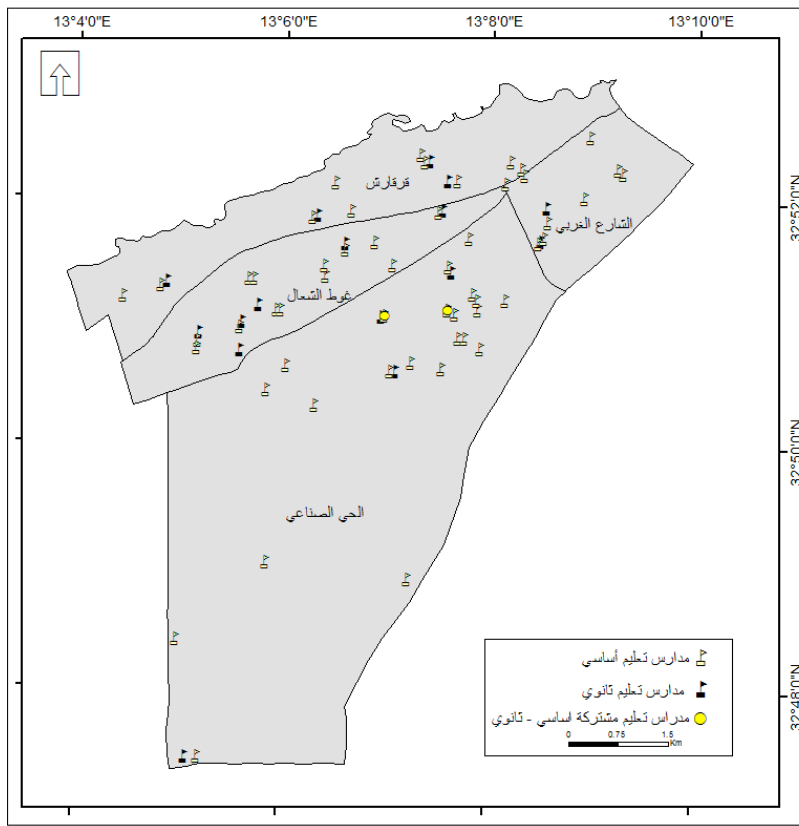 13°4'0"E 13°6'0"E 13°8'0"E 13°10'0"E
32°52'0"N
32°50'0"N
32°48'0"N
قرقارش
الشارع الغربي
غوط الشعال
الحي الصناعي
مدارس تعليم أساسي
مدارس تعليم ثانوي
مدراس تعليم مشتركة اساسي - ثانوي
0 0.75 1.5
Km